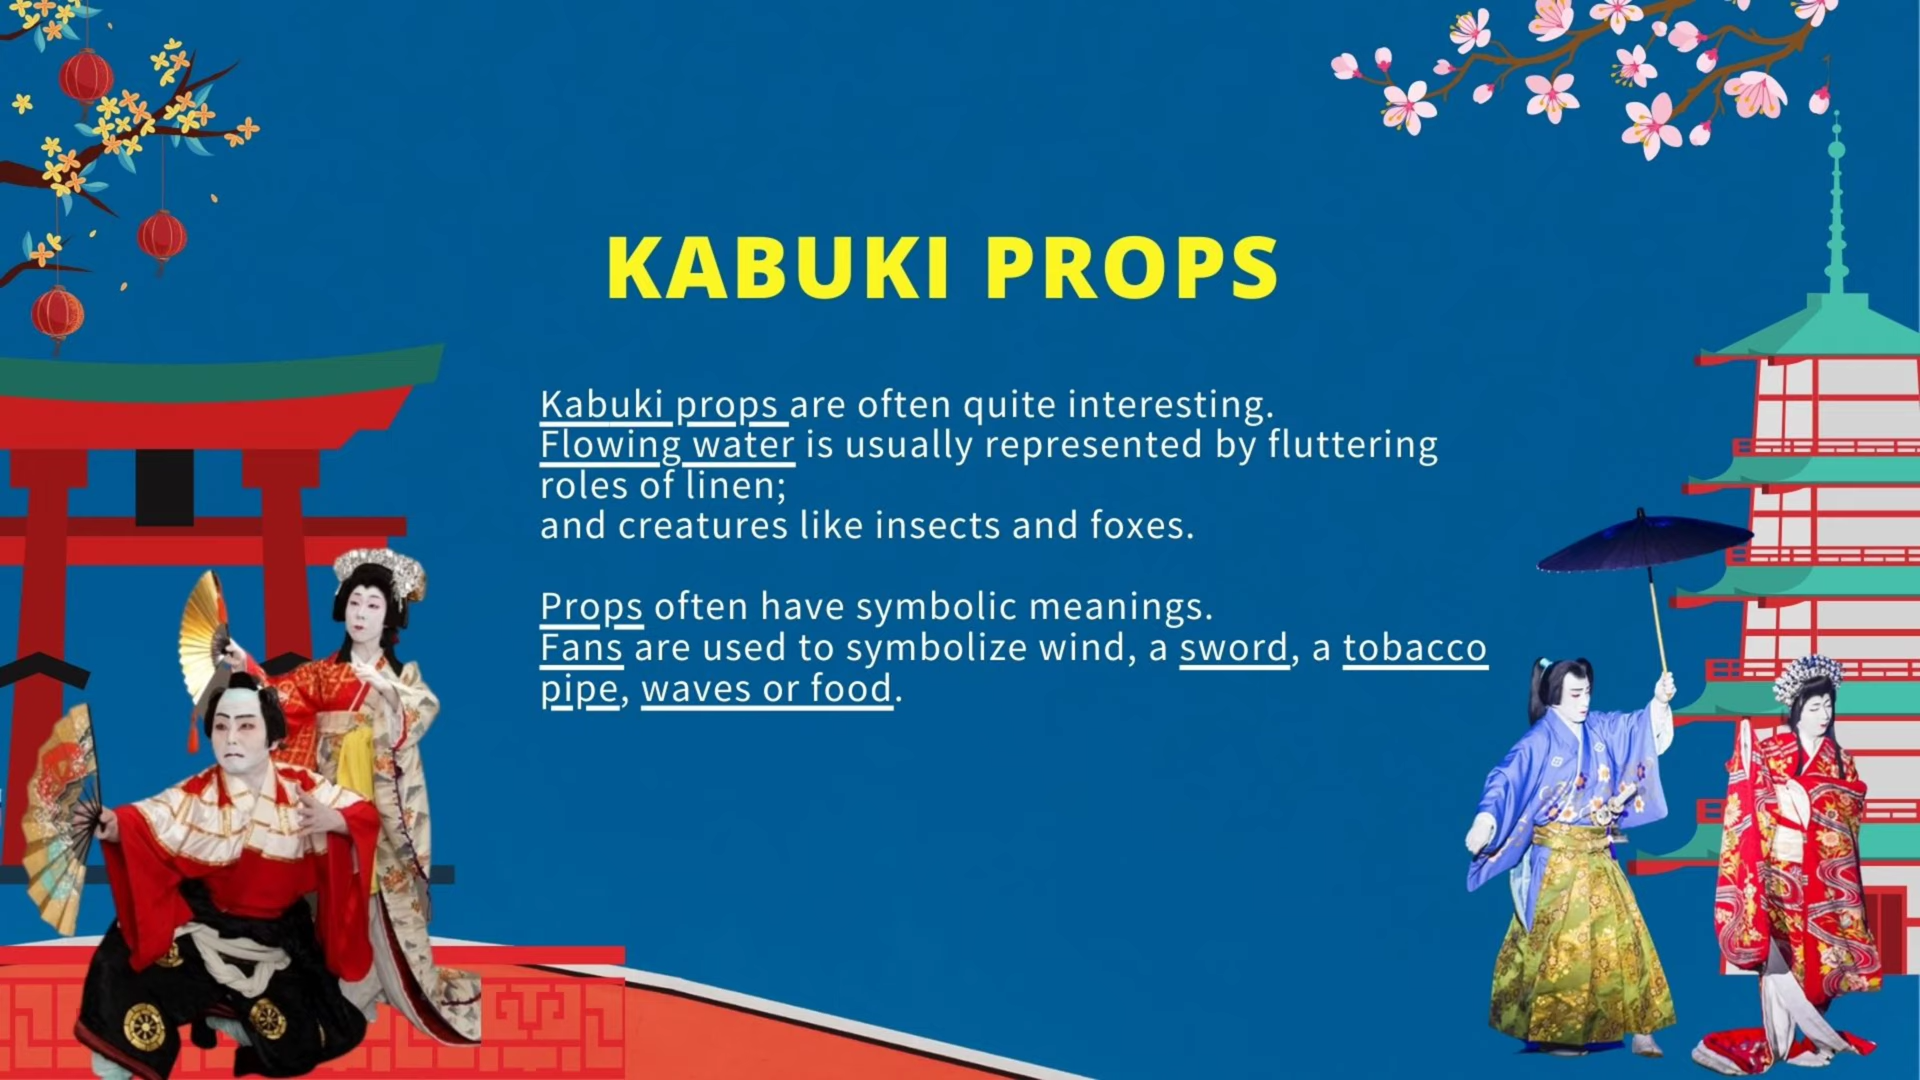 KABUKI PROPS
Kabuki props are often quite interesting.
Flowing water is usually represented by fluttering
roles of linen;
and creatures like insects and foxes.
Props often have symbolic meanings.
Fans are used to symbolize wind, a sword, a tobacco
pipe, waves or food.